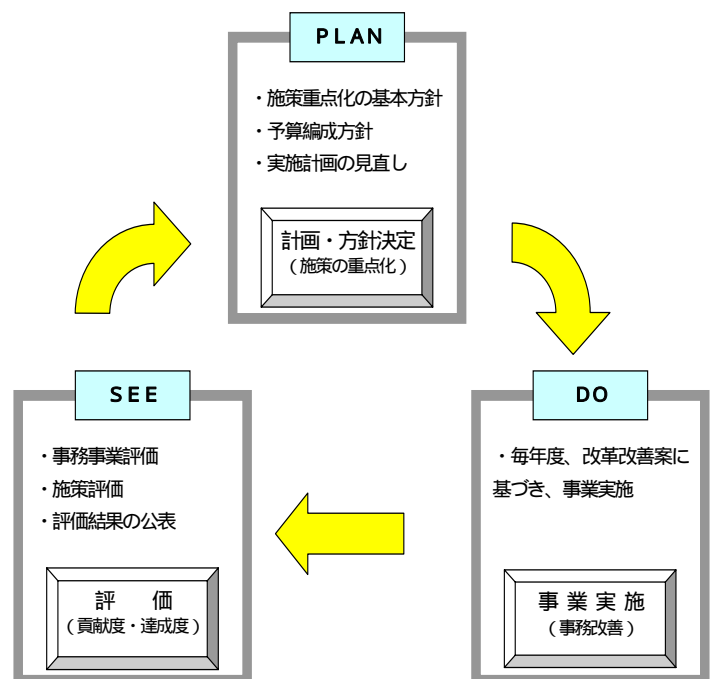 PLAN
・施策重点化の基本方針
・予算編成方針
・実施計画の見直し
計画・方針決定
（施策の重点化）
SEE
・事務事業評価
・施策評価
・評価結果の公表
評　価
（貢献度・達成度）
DO
・毎年度、改革改善案に
基づき、事業実施
事 業 実 施
（事務改善）